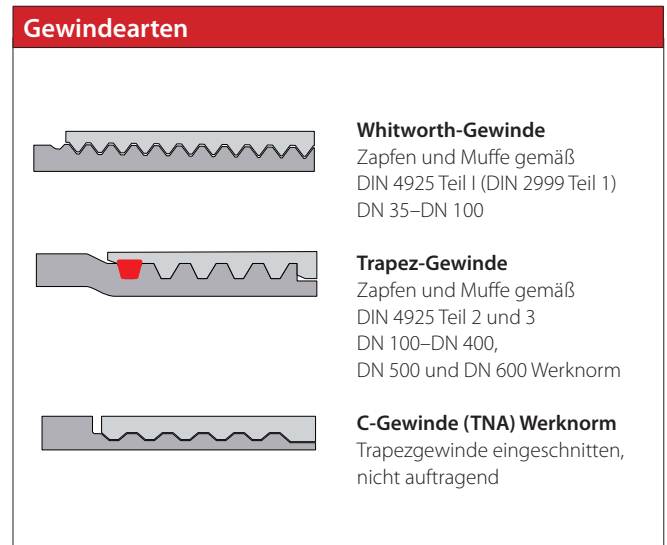 Gewindearten
Whitworth-Gewinde
Zapfen und Muffe gemäß
DIN 4925 Teil I (DIN 2999 Teil 1)
DN 35–DN 100
Trapez-Gewinde
Zapfen und Muffe gemäß
DIN 4925 Teil 2 und 3
DN 100–DN 400,
DN 500 und DN 600 Werknorm
C-Gewinde (TNA) Werknorm
Trapezgewinde eingeschnitten,
nicht auftragend